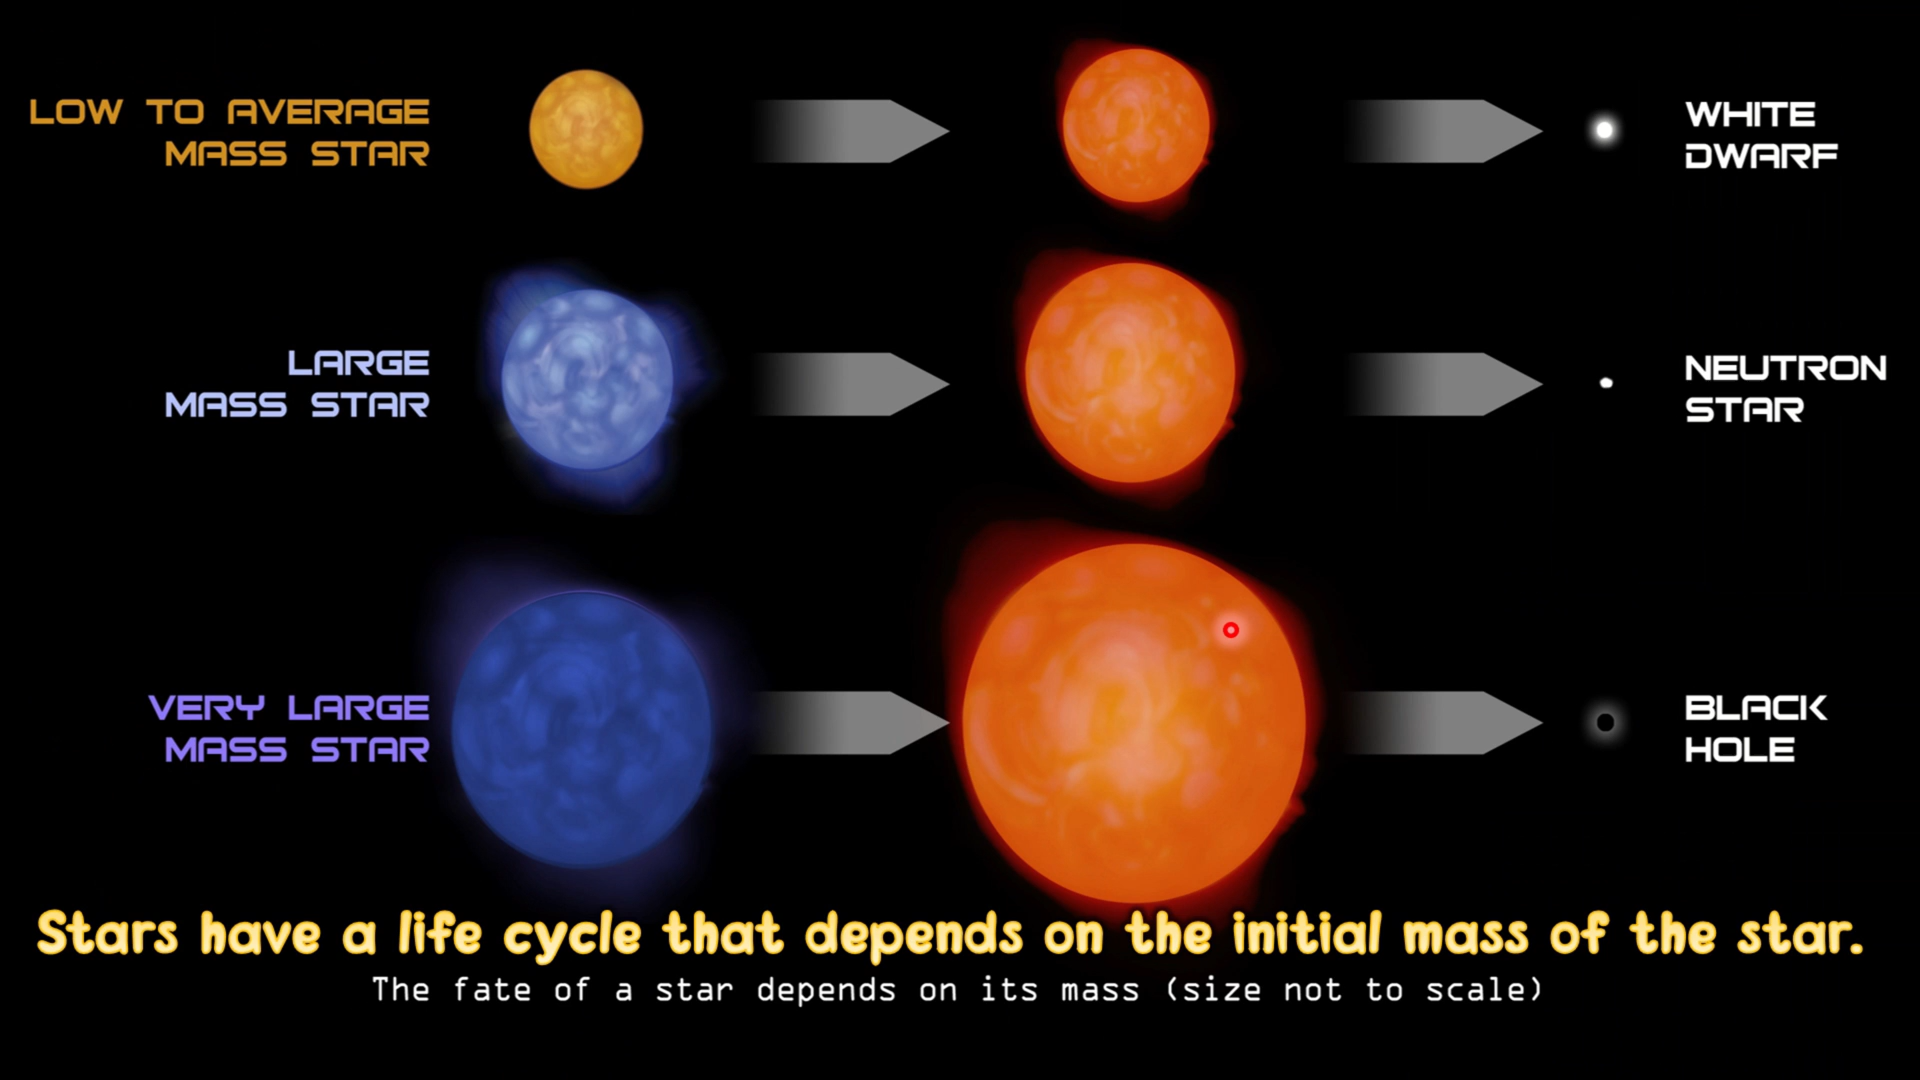 LOW TO AVERAGE
MASS STAR
WHITE
DWARF
LARGE
MASS STAR
NEUTRON
STAR
VERY LARGE
MASS STAR
BLACK
HOLE
Stars have a life cycle that depends on the initial mass of the star.
The fate of a star depends on its mass (size not to scale)